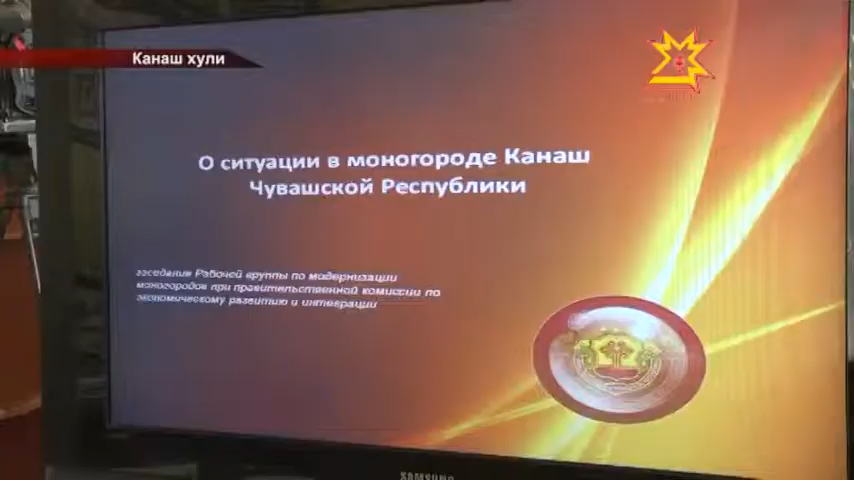 Канаш хули
О ситуации в моногороде Канаш
Чувашской Республики
заседание Рабочей группы по модернизации
моногородов при правительственной комиссии по
экономическому развитию и интеграции
SAMSUNG